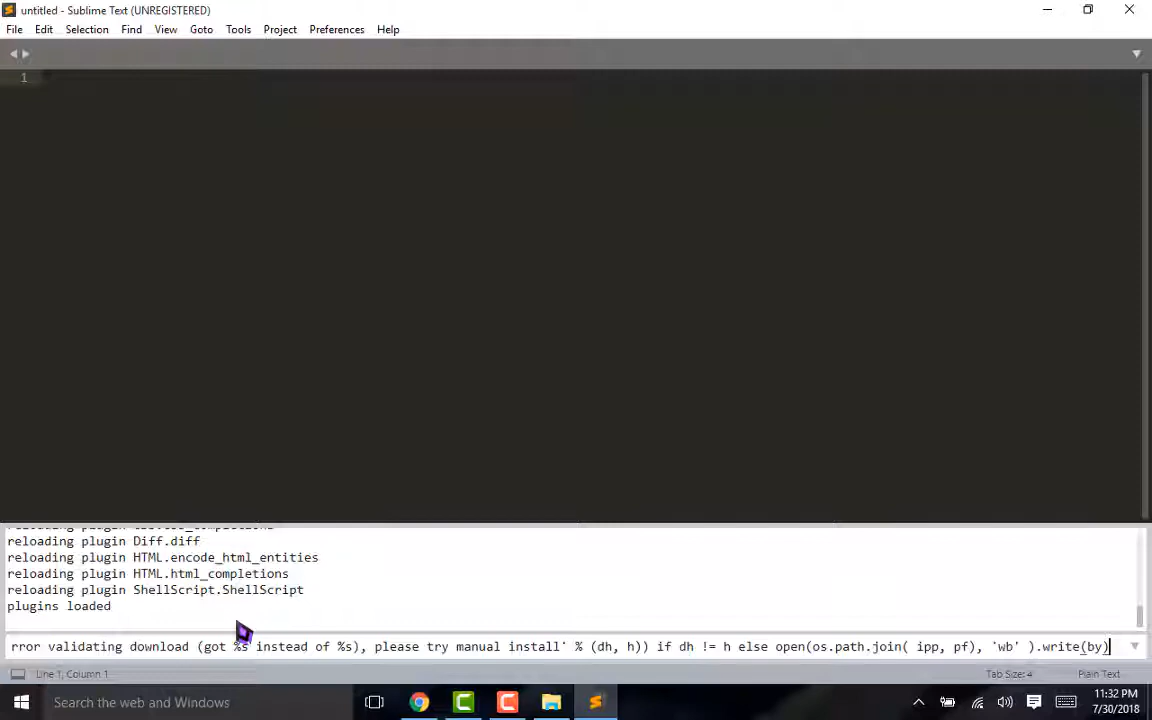 untitled - Sublime Text (UNREGISTERED)
File Edit Selection Find View Goto Tools Project Preferences Help
1
reloading plugin Diff.diff
reloading plugin HTML.encode_html_entities
reloading plugin HTML.html_completions
reloading plugin ShellScript.ShellScript
plugins loaded
rror validating download (got %s instead of %s), please try manual install' % (dh, h)) if dh != h else open(os.path.join( ipp, pf), 'wb' ).write(by)
Line 1, Column 1 Tab Size: 4 Plain Text
Search the web and Windows
11:32 PM
7/30/2018